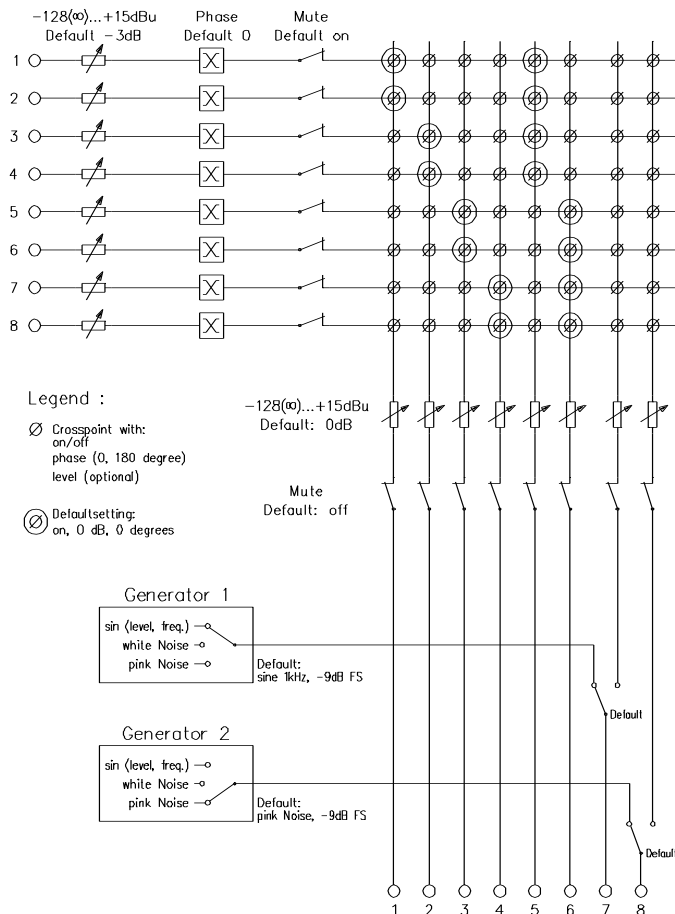 -128(∞)...+15dBu
Default -3dB
Phase
Default 0
Mute
Default on
1
2
3
4
5
6
7
8
Legend :
Crosspoint with:
on/off
phase (0, 180 degree)
level (optional)
Defaultsetting:
on, 0 dB, 0 degrees
-128(∞)...+15dBu
Default: 0dB
Mute
Default: off
Generator 1
sin (level, freq.)
white Noise
pink Noise
Default:
sine 1kHz, -9dB FS
Default
Generator 2
sin (level, freq.)
white Noise
pink Noise
Default:
pink Noise, -9dB FS
Default
1 2 3 4 5 6 7 8